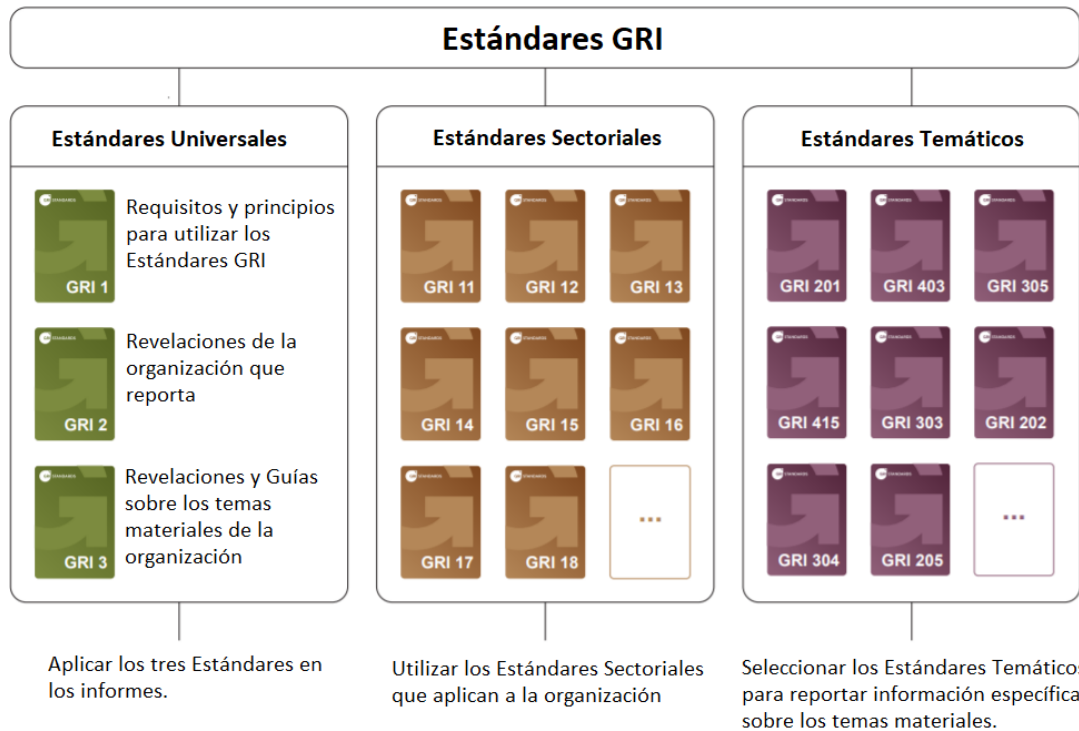 Estándares GRI
Estándares Universales
GRI 1
Requisitos y principios
para utilizar los
Estándares GRI
GRI 2
Revelaciones de la
organización que
reporta
GRI 3
Revelaciones y Guías
sobre los temas
materiales de la
organización
Aplicar los tres Estándares en
los informes.
Estándares Sectoriales
GRI 11 GRI 12 GRI 13
GRI 14 GRI 15 GRI 16
GRI 17 GRI 18 ...
Utilizar los Estándares Sectoriales
que aplican a la organización
Estándares Temáticos
GRI 201 GRI 403 GRI 305
GRI 415 GRI 303 GRI 202
GRI 304 GRI 205 ...
Seleccionar los Estándares Temáticos
para reportar información específica
sobre los temas materiales.